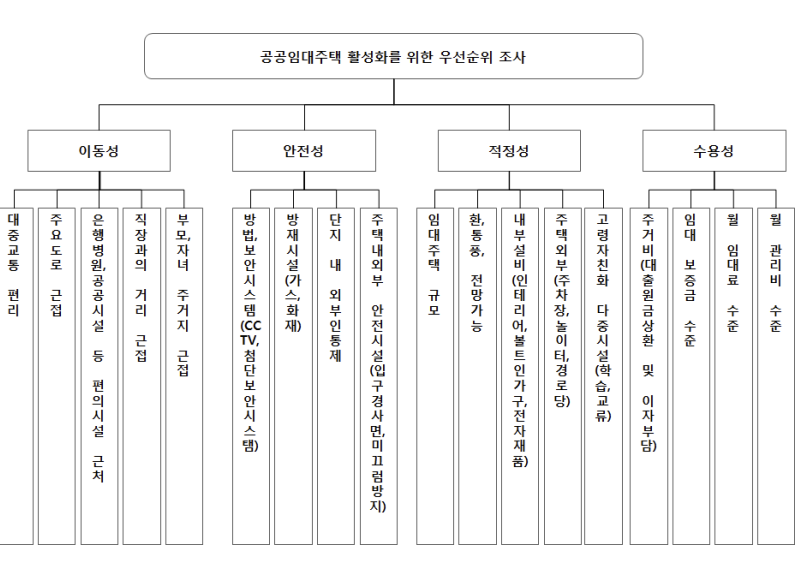 공공임대주택 활성화를 위한 우선순위 조사
이동성
안전성
적정성
수용성
대중교통 편리
주요도로 근접
은행병원,공공시설 등 편의시설 근처
직장과의 거리 근접
부모,자녀 주거지 근접
방법,보안시스템(CCTV,첨단보안시스탬)
방재시설(가스,화재)
단지 내 외부인통제
주택내외부 안전시설(입구경사면,미끄럼방지)
임대주택 규모
환,통풍, 전망가능
내부설비(인테리어,볼트인가구,전자재품)
주택외부(주차장,놀이터,경로당)
고령자친화 다중시설(학습,교류)
주거비(대출원금상환 및 이자부담)
임대 보증금 수준
월 임대료 수준
월 관리비 수준